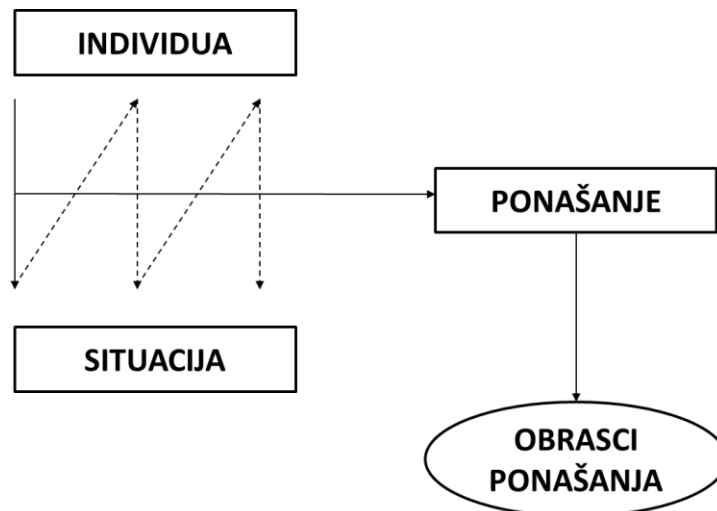 INDIVIDUA
PONAŠANJE
SITUACIJA
OBRASCI
PONAŠANJA